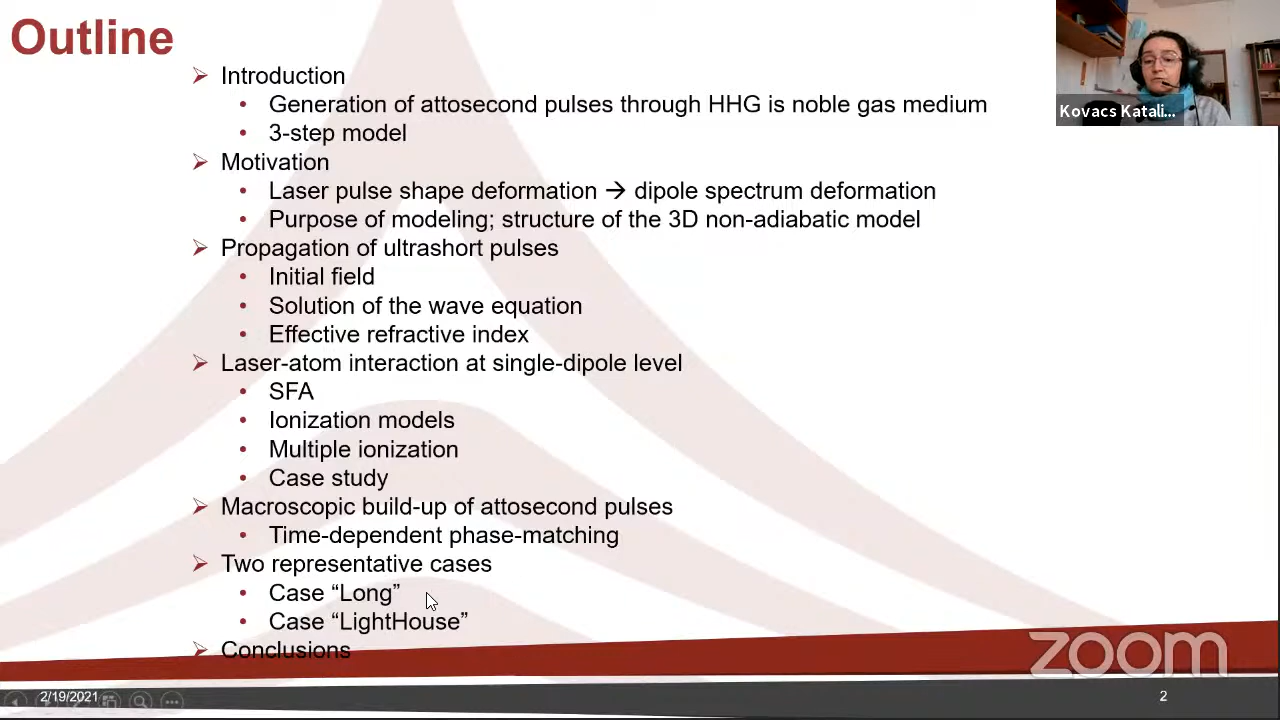 Outline
Introduction
Generation of attosecond pulses through HHG is noble gas medium
3-step model
Motivation
Laser pulse shape deformation → dipole spectrum deformation
Purpose of modeling; structure of the 3D non-adiabatic model
Propagation of ultrashort pulses
Initial field
Solution of the wave equation
Effective refractive index
Laser-atom interaction at single-dipole level
SFA
Ionization models
Multiple ionization
Case study
Macroscopic build-up of attosecond pulses
Time-dependent phase-matching
Two representative cases
Case “Long”
Case “LightHouse”
Conclusions
Kovacs Katali...
zoom
2/19/2021
2